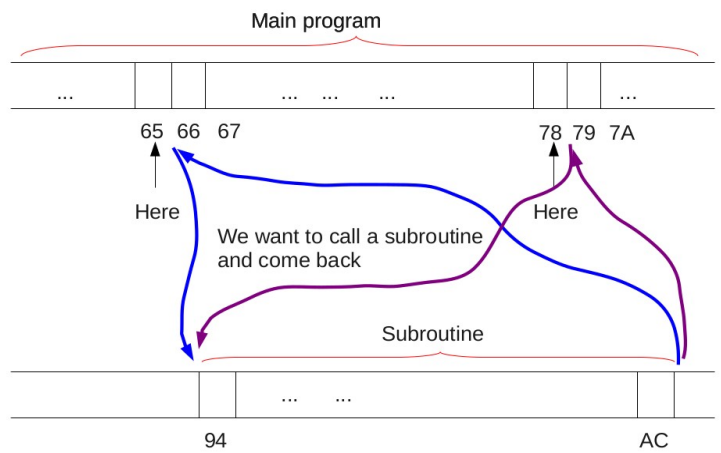 Main program
... ... ... ... ...
65 66 67 78 79 7A
Here Here
We want to call a subroutine
and come back
Subroutine
... ...
94 AC